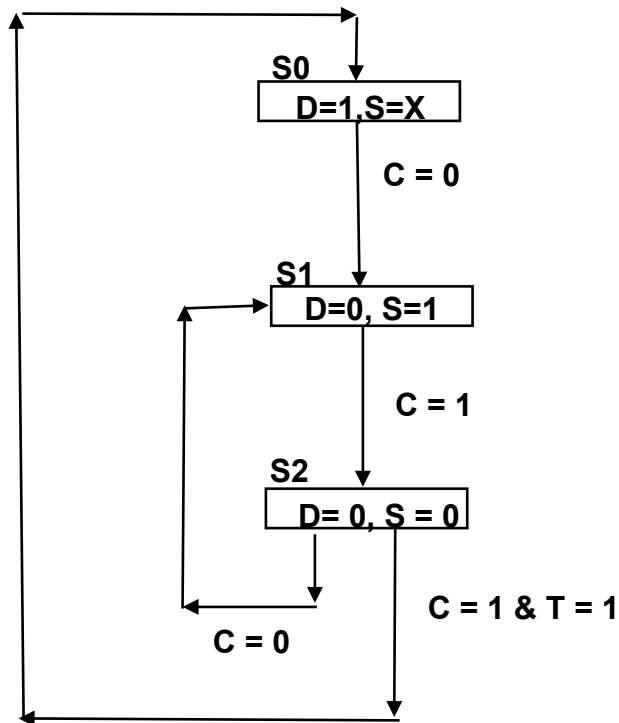 S0
D=1,S=X
C = 0
S1
D=0, S=1
C = 1
S2
D= 0, S = 0
C = 1 & T = 1
C = 0